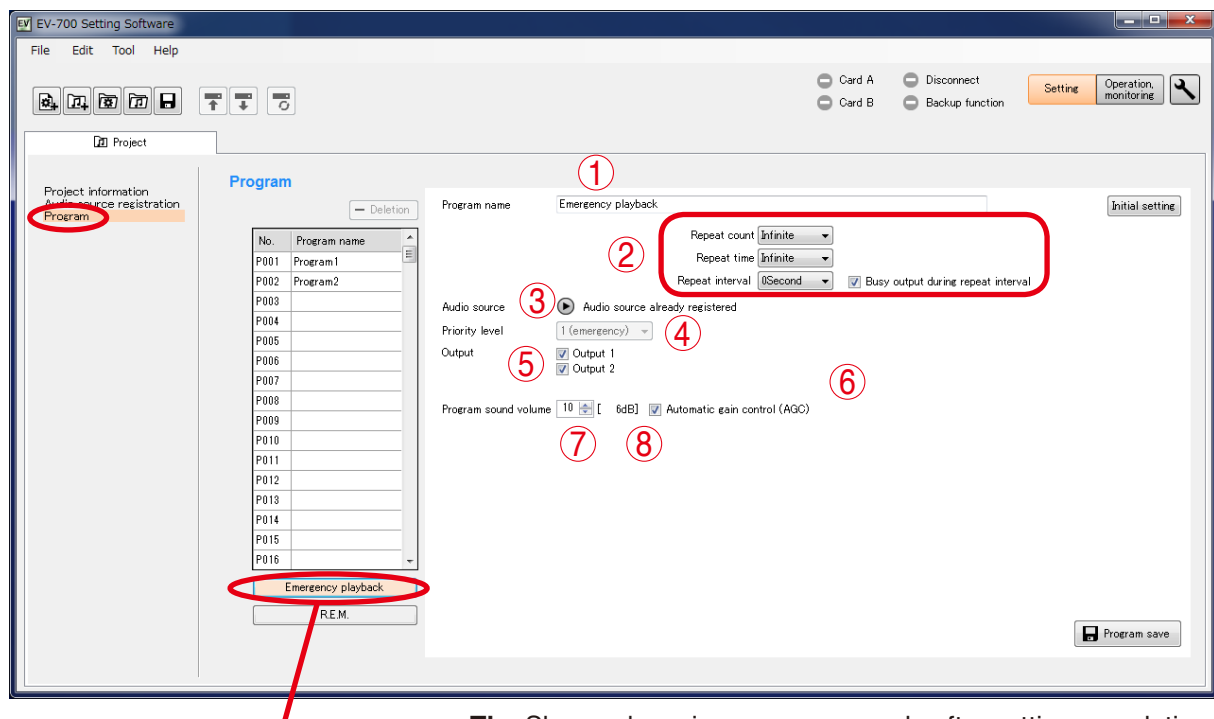 EV EV-700 Setting Software
File Edit Tool Help
Card A Disconnect
Card B Backup function
Setting
Operation, monitoring
Project
Project information
Audio source registration
Program
Program
Deletion
No. Program name
P001 Program1
P002 Program2
P003
P004
P005
P006
P007
P008
P009
P010
P011
P012
P013
P014
P015
P016
Emergency playback
R.E.M.
1
Program name Emergency playback Initial setting
2
Repeat count Infinite
Repeat time Infinite
Repeat interval 0Second Busy output during repeat interval
Audio source 3 Audio source already registered
Priority level 1 (emergency) 4
Output 5 Output 1
Output 2
6
Program sound volume 10 [ 6dB] Automatic gain control (AGC)
7 8
Program save